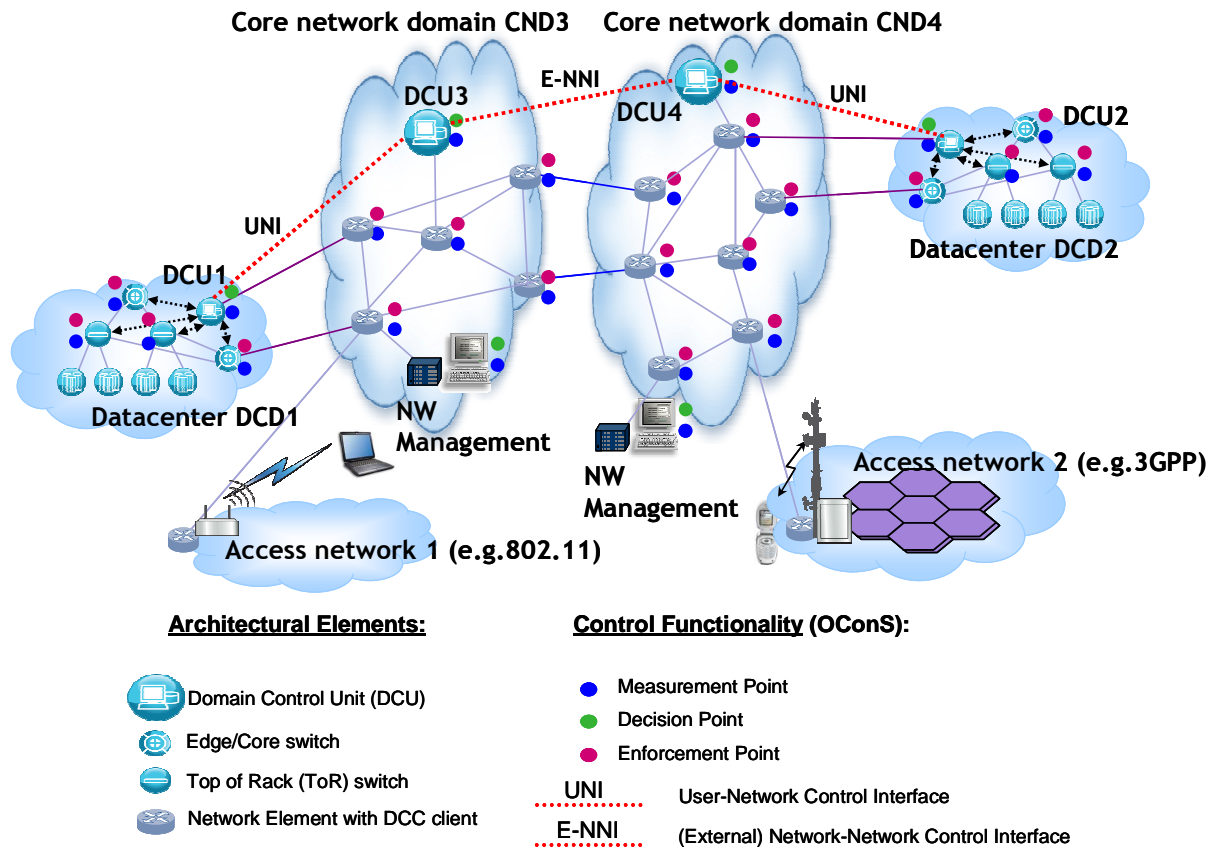 Core network domain CND3
Core network domain CND4
E-NNI
UNI
DCU3
DCU4
DCU2
UNI
DCU1
Datacenter DCD2
Datacenter DCD1
NW
Management
NW
Management
Access network 2 (e.g.3GPP)
Access network 1 (e.g.802.11)
Architectural Elements:
Control Functionality (OConS):
Domain Control Unit (DCU)
Edge/Core switch
Top of Rack (ToR) switch
Network Element with DCC client
Measurement Point
Decision Point
Enforcement Point
UNI
User-Network Control Interface
E-NNI
(External) Network-Network Control Interface